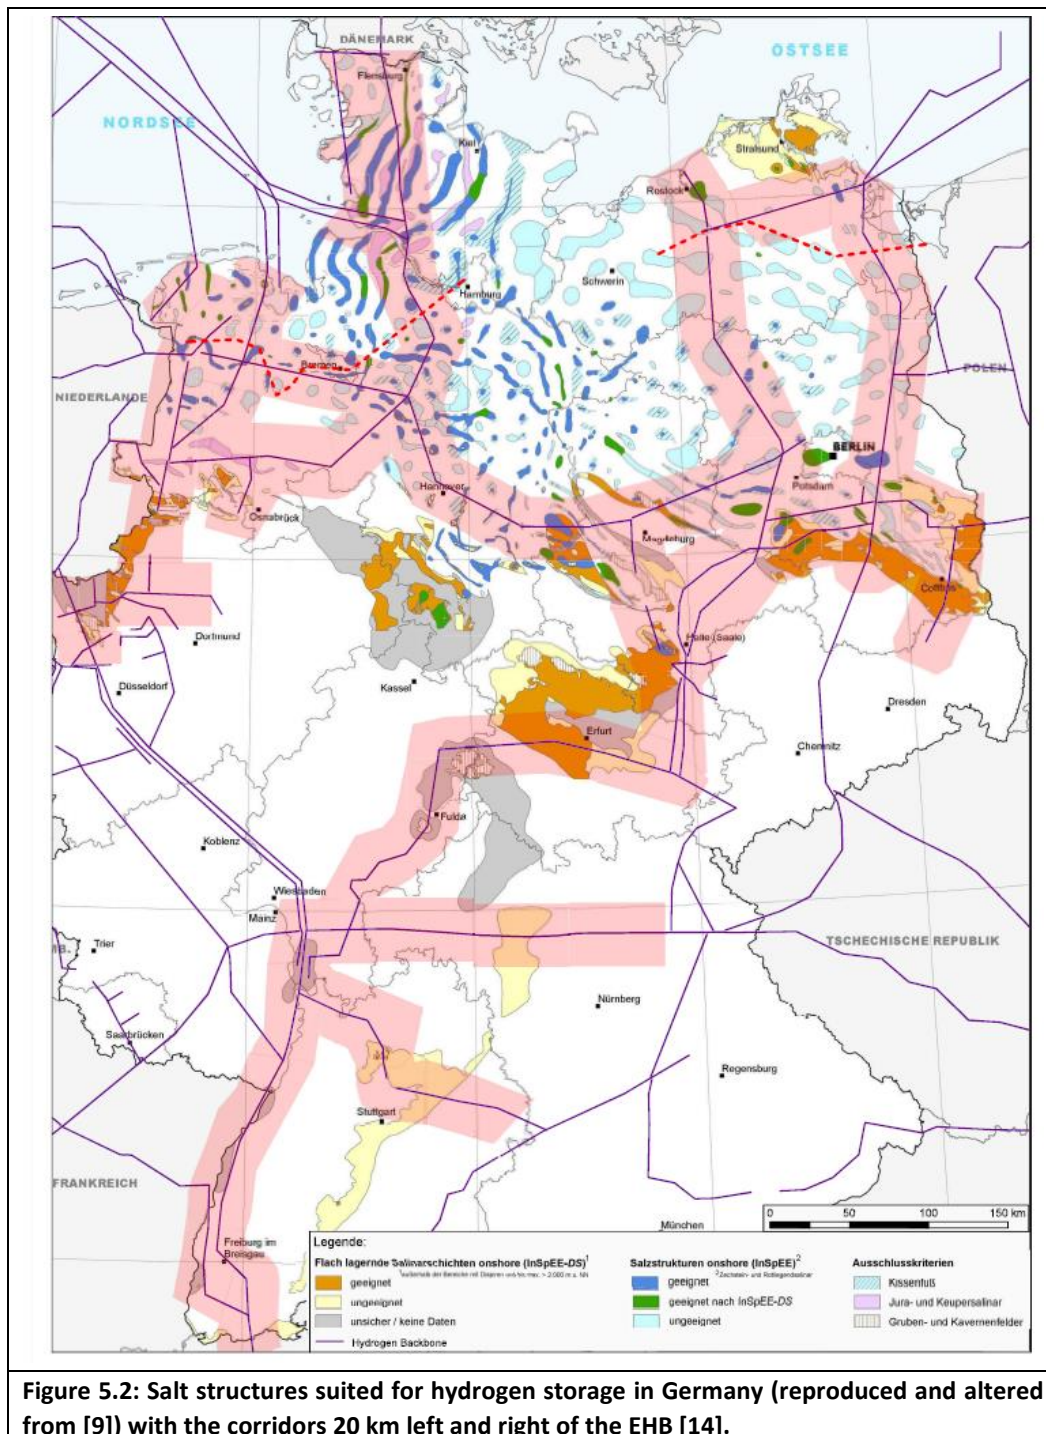 DÄNEMARK
OSTSEE
Flensburg
NORDSEE
Kiel
Stralsund
Rostock
Schwerin
Hamburg
Bremen
NIEDERLANDE
POLEN
BERLIN
Potsdam
Hannover
Osnabrück
Magdeburg
Cottbus
Dortmund
Halle (Saale)
Düsseldorf
Kassel
Dresden
Erfurt
Chemnitz
Fulda
Koblenz
Wiesbaden
Mainz
Trier
TSCHECHISCHE REPUBLIK
Nürnberg
Saarbrücken
Regensburg
Stuttgart
FRANKREICH
0 50 100 150 km
München
Freiburg im
Breisgau
Legende:
Flach lagernde Salinarschichten onshore (InSpEE-DS)¹
geeignet
ungeeignet
unsicher / keine Daten
Hydrogen Backbone
Salzstrukturen onshore (InSpEE)²
²Zechstein- und Rotliegendsalinar
geeignet
geeignet nach InSpEE-DS
ungeeignet
Ausschlusskriterien
Kissenfuß
Jura- und Keupersalinar
Gruben- und Kavernenfelder
Figure 5.2: Salt structures suited for hydrogen storage in Germany (reproduced and altered
from [9]) with the corridors 20 km left and right of the EHB [14].